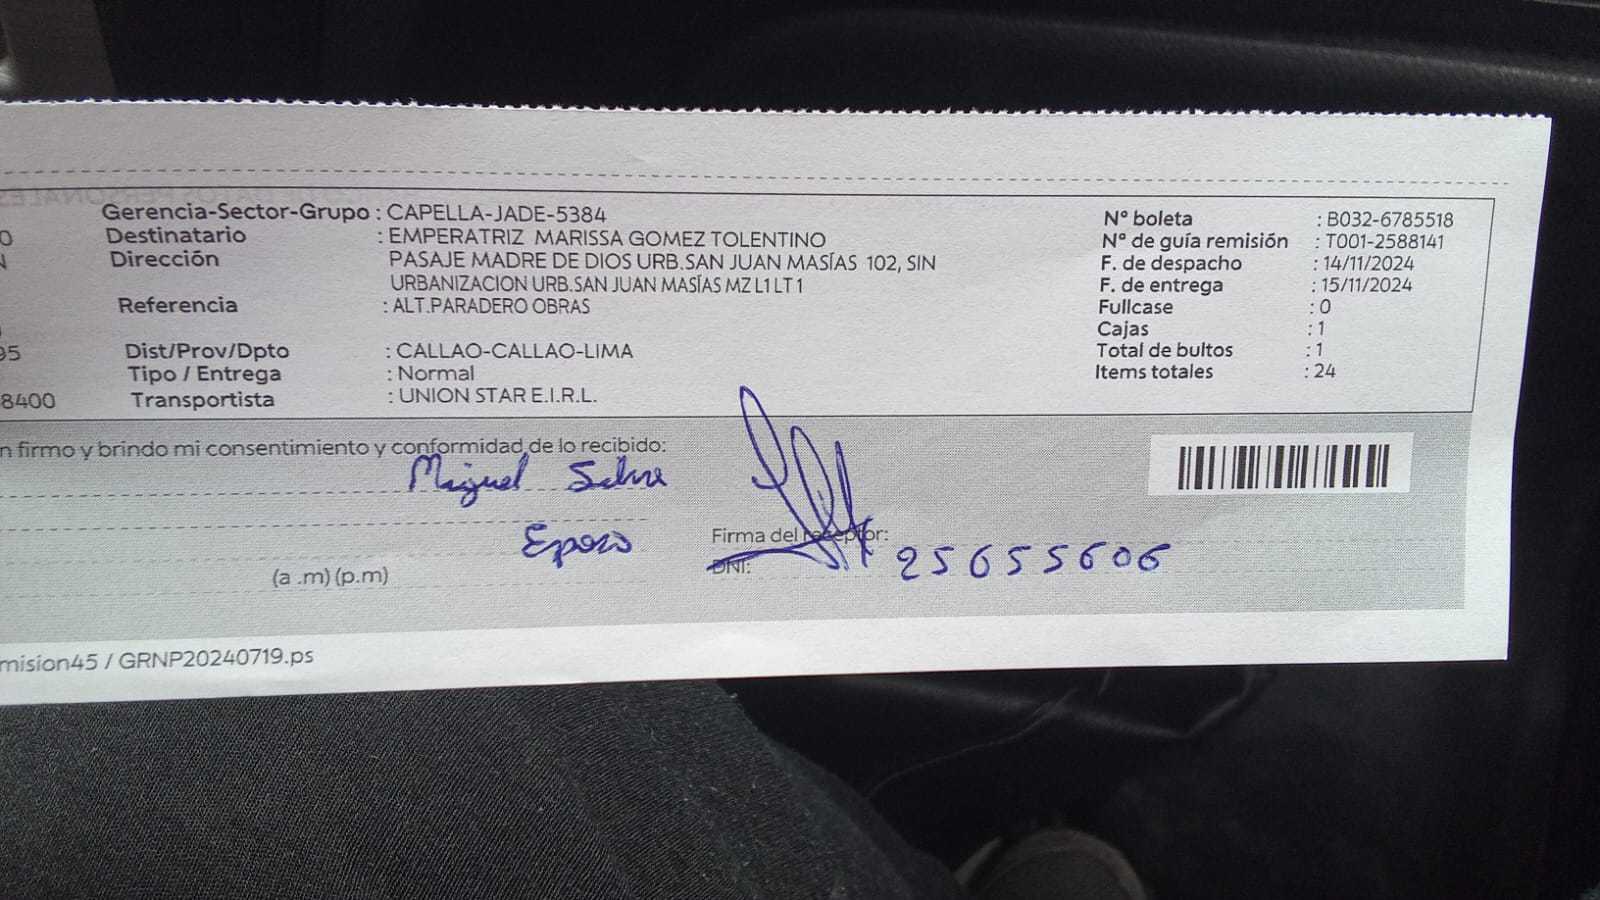 Gerencia-Sector-Grupo : CAPELLA-JADE-5384
Destinatario : EMPERATRIZ MARISSA GOMEZ TOLENTINO
Dirección PASAJE MADRE DE DIOS URB.SAN JUAN MASÍAS 102, SIN
URBANIZACION URB.SAN JUAN MASÍAS MZ L1 LT 1
Referencia : ALT.PARADERO OBRAS
95 Dist/Prov/Dpto : CALLAO-CALLAO-LIMA
Tipo / Entrega : Normal
8400 Transportista : UNION STAR E.I.R.L.
N° boleta : B032-6785518
N° de guía remisión : T001-2588141
F. de despacho : 14/11/2024
F. de entrega : 15/11/2024
Fullcase : 0
Cajas : 1
Total de bultos : 1
Items totales : 24
n firmo y brindo mi consentimiento y conformidad de lo recibido:
Miguel
Esposo
Firma del receptor:
DNI: 25655606
(a .m) (p.m)
mision45 / GRNP20240719.ps